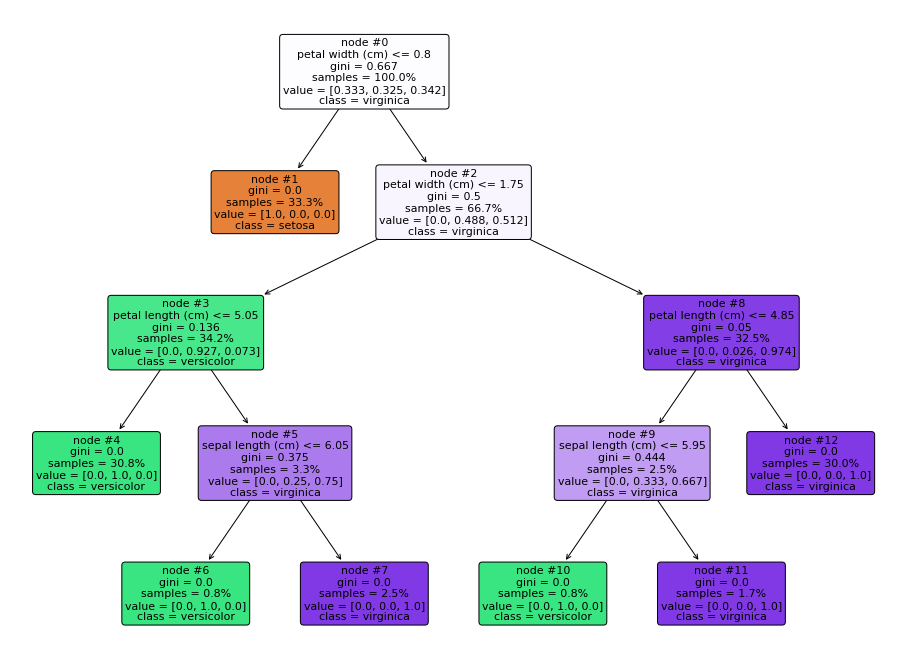 node #0
petal width (cm) <= 0.8
gini = 0.667
samples = 100.0%
value = [0.333, 0.325, 0.342]
class = virginica
node #1
gini = 0.0
samples = 33.3%
value = [1.0, 0.0, 0.0]
class = setosa
node #2
petal width (cm) <= 1.75
gini = 0.5
samples = 66.7%
value = [0.0, 0.488, 0.512]
class = virginica
node #3
petal length (cm) <= 5.05
gini = 0.136
samples = 34.2%
value = [0.0, 0.927, 0.073]
class = versicolor
node #8
petal length (cm) <= 4.85
gini = 0.05
samples = 32.5%
value = [0.0, 0.026, 0.974]
class = virginica
node #4
gini = 0.0
samples = 30.8%
value = [0.0, 1.0, 0.0]
class = versicolor
node #5
sepal length (cm) <= 6.05
gini = 0.375
samples = 3.3%
value = [0.0, 0.25, 0.75]
class = virginica
node #9
sepal length (cm) <= 5.95
gini = 0.444
samples = 2.5%
value = [0.0, 0.333, 0.667]
class = virginica
node #12
gini = 0.0
samples = 30.0%
value = [0.0, 0.0, 1.0]
class = virginica
node #6
gini = 0.0
samples = 0.8%
value = [0.0, 1.0, 0.0]
class = versicolor
node #7
gini = 0.0
samples = 2.5%
value = [0.0, 0.0, 1.0]
class = virginica
node #10
gini = 0.0
samples = 0.8%
value = [0.0, 1.0, 0.0]
class = versicolor
node #11
gini = 0.0
samples = 1.7%
value = [0.0, 0.0, 1.0]
class = virginica